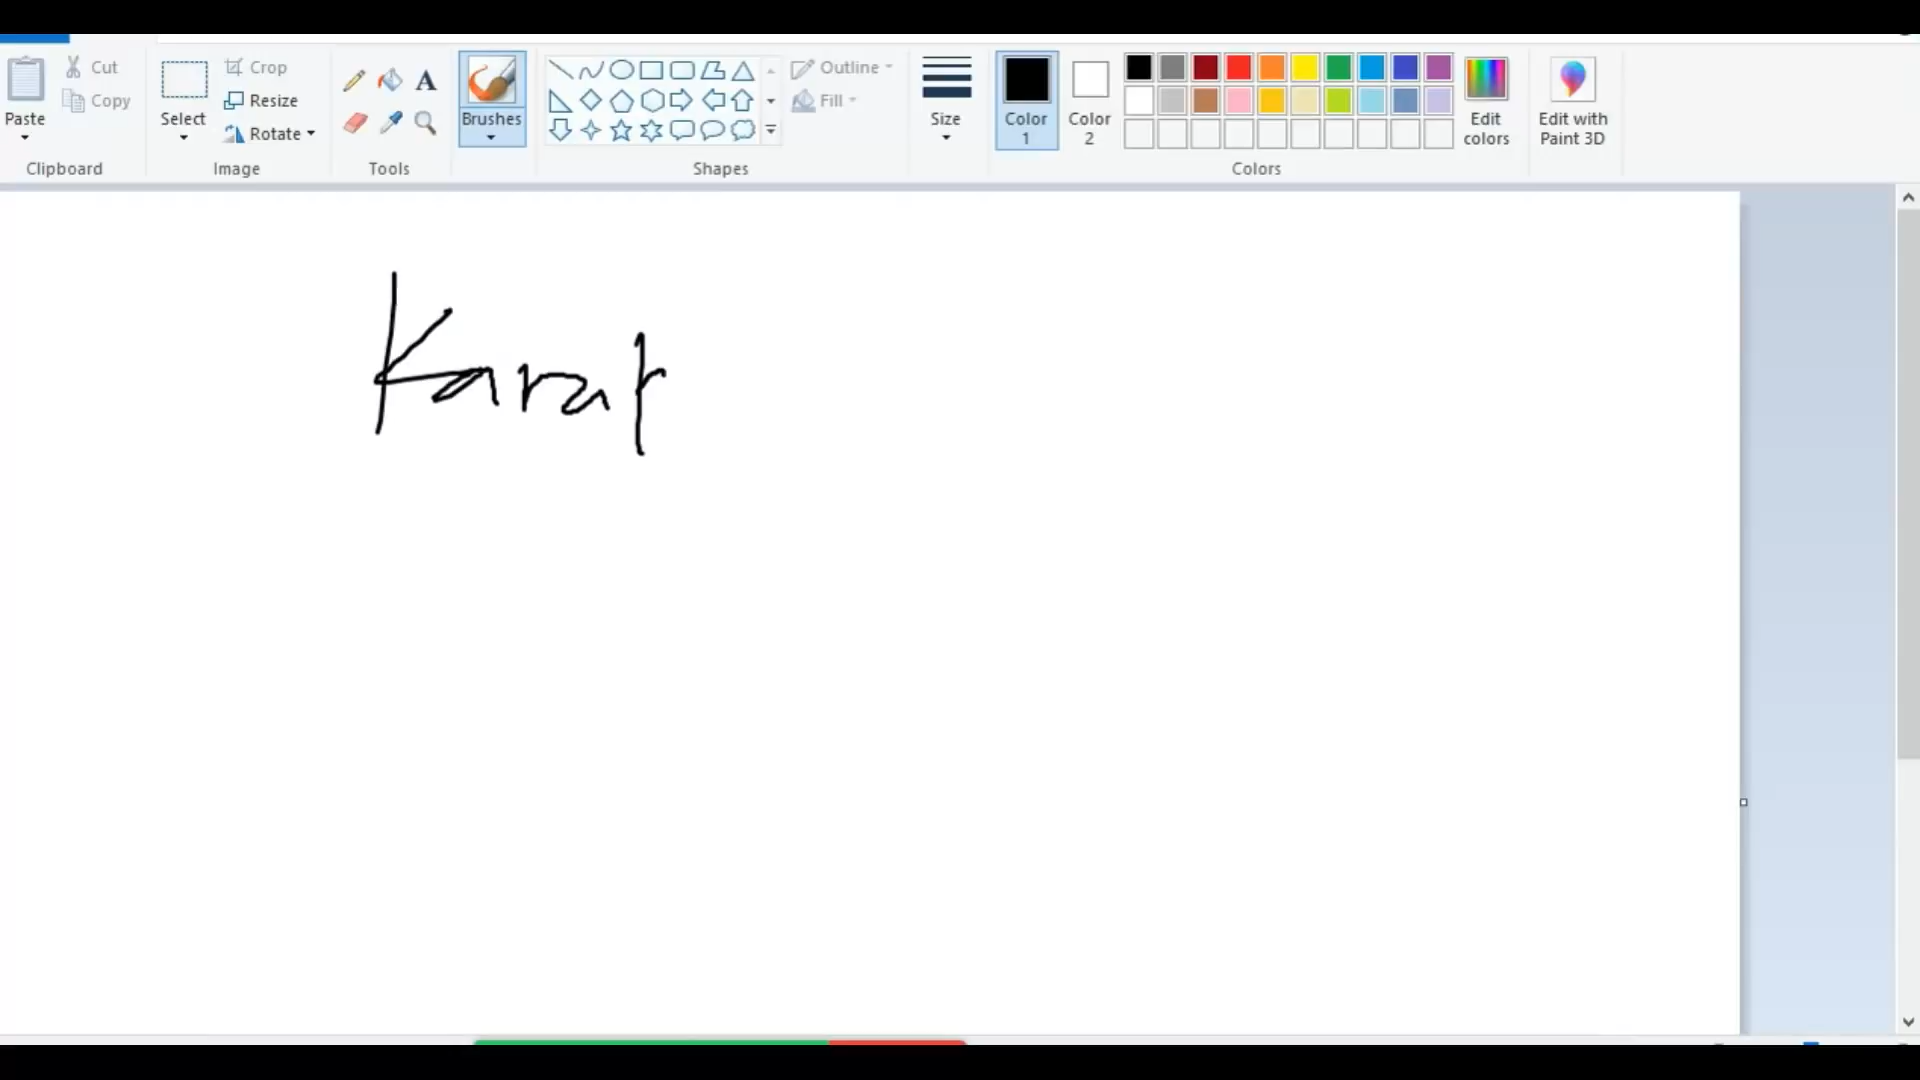 Cut
Copy
Paste
Clipboard
Crop
Resize
Rotate
Select
Image
A
Tools
Brushes
Shapes
Outline
Fill
Size
Color 1
Color 2
Colors
Edit colors
Edit with Paint 3D
Karat